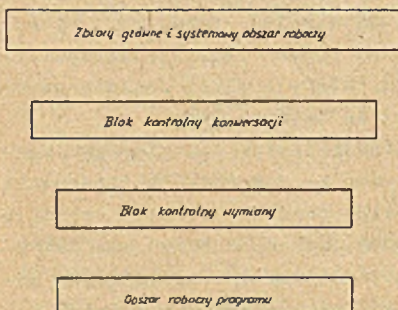 Zbiory główne i systemowy obszar roboczy
Blok kontrolny konwersacji
Blok kontrolny wymiany
Obszar roboczy programu